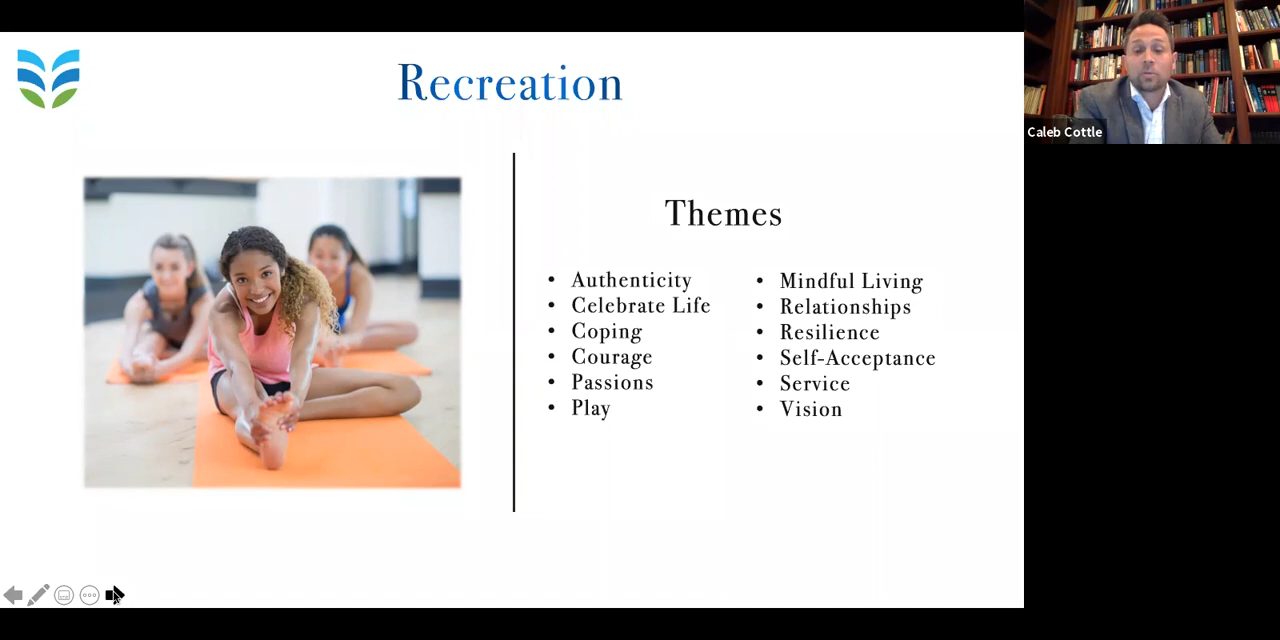 Recreation
Caleb Cottle
Themes
• Authenticity
• Celebrate Life
• Coping
• Courage
• Passions
• Play
• Mindful Living
• Relationships
• Resilience
• Self-Acceptance
• Service
• Vision